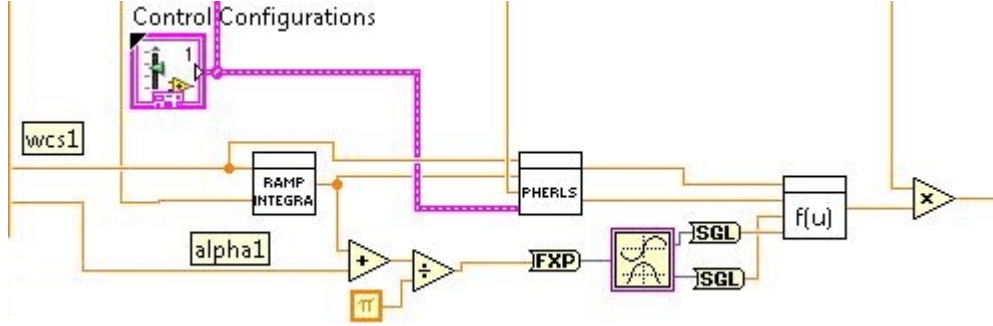 Control Configurations
1
wcs1
RAMP
INTEGRA
PHERLS
f(u)
x
alpha1
SGL
+
÷
FXP
π
SGL